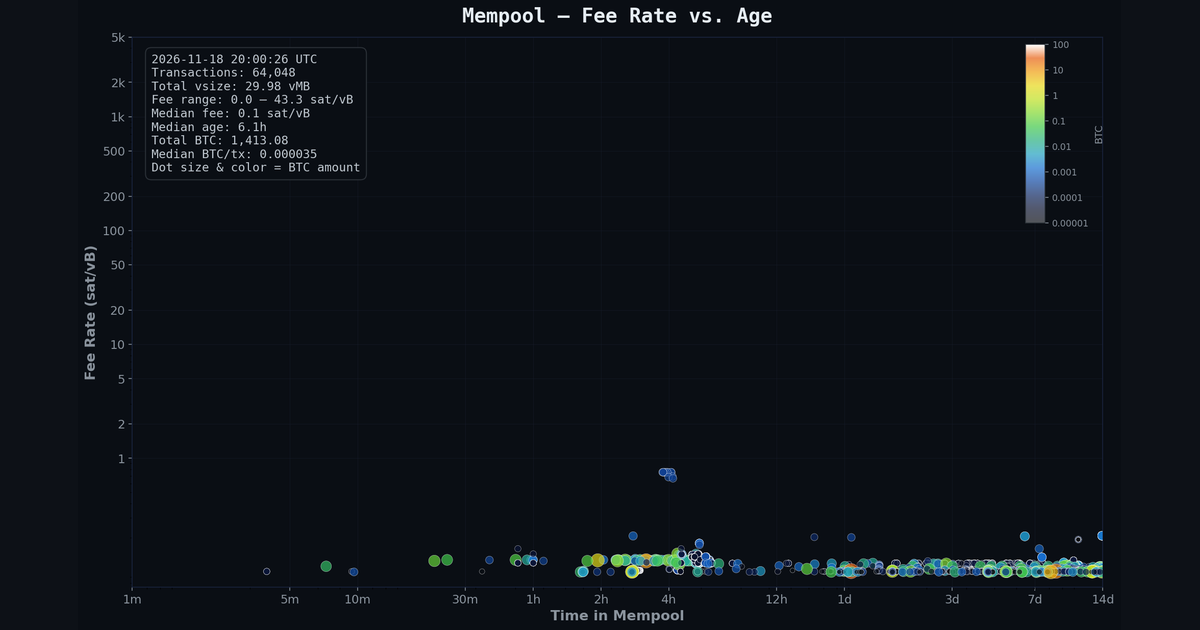 Mempool — Fee Rate vs. Age
2026-11-18 20:00:26 UTC
Transactions: 64,048
Total vsize: 29.98 vMB
Fee range: 0.0 — 43.3 sat/vB
Median fee: 0.1 sat/vB
Median age: 6.1h
Total BTC: 1,413.08
Median BTC/tx: 0.000035
Dot size & color = BTC amount
100
10
1
0.1
0.01
0.001
0.0001
0.00001
BTC
Fee Rate (sat/vB)
5k
2k
1k
500
200
100
50
20
10
5
2
1
1m
5m
10m
30m
1h
2h
4h
12h
1d
3d
7d
14d
Time in Mempool